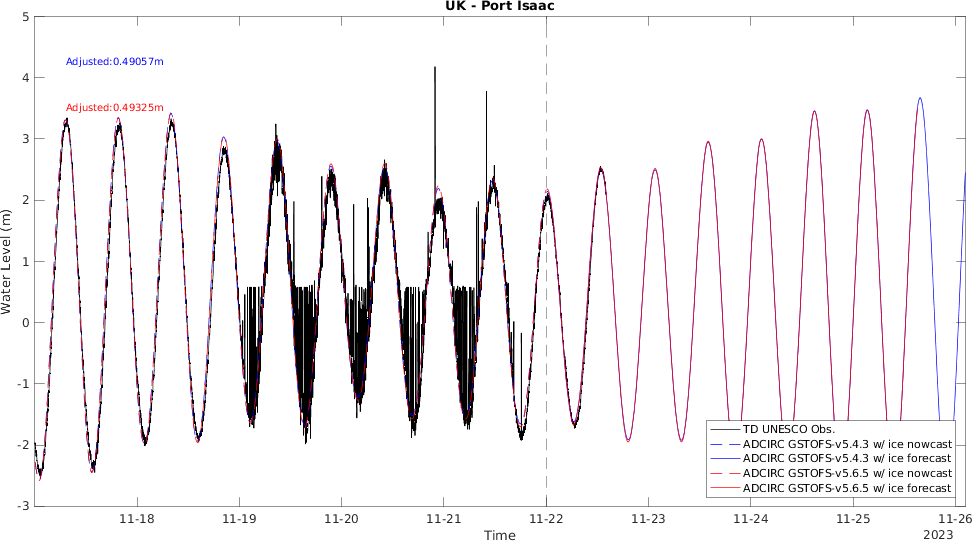 UK - Port Isaac
5
4
3
2
1
0
-1
-2
-3
Water Level (m)
Adjusted:0.49057m
Adjusted:0.49325m
TD UNESCO Obs.
ADCIRC GSTOFS-v5.4.3 w/ ice nowcast
ADCIRC GSTOFS-v5.4.3 w/ ice forecast
ADCIRC GSTOFS-v5.6.5 w/ ice nowcast
ADCIRC GSTOFS-v5.6.5 w/ ice forecast
11-18 11-19 11-20 11-21 11-22 11-23 11-24 11-25 11-26
Time
2023